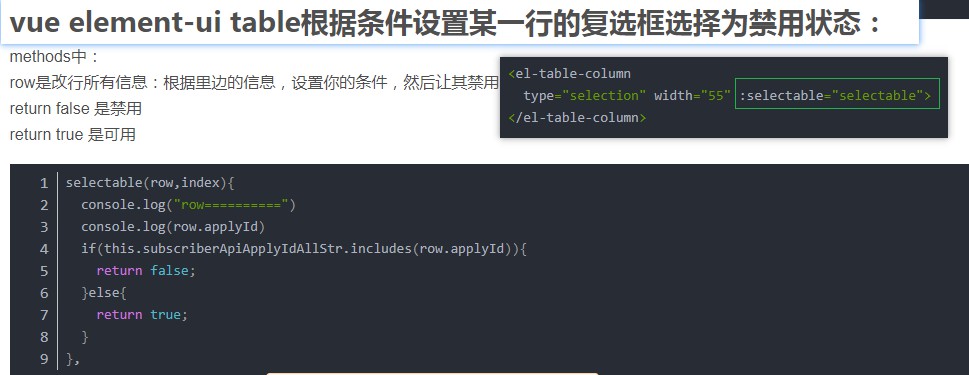 vue element-ui table根据条件设置某一行的复选框选择为禁用状态：
methods中：
row是改行所有信息：根据里边的信息，设置你的条件，然后让其禁用
return false 是禁用
return true 是可用
<el-table-column
type="selection" width="55" :selectable="selectable">
</el-table-column>
1 selectable(row,index){
2 console.log("row==========")
3 console.log(row.applyId)
4 if(this.subscriberApiApplyIdAllStr.includes(row.applyId)){
5 return false;
6 }else{
7 return true;
8 }
9 },